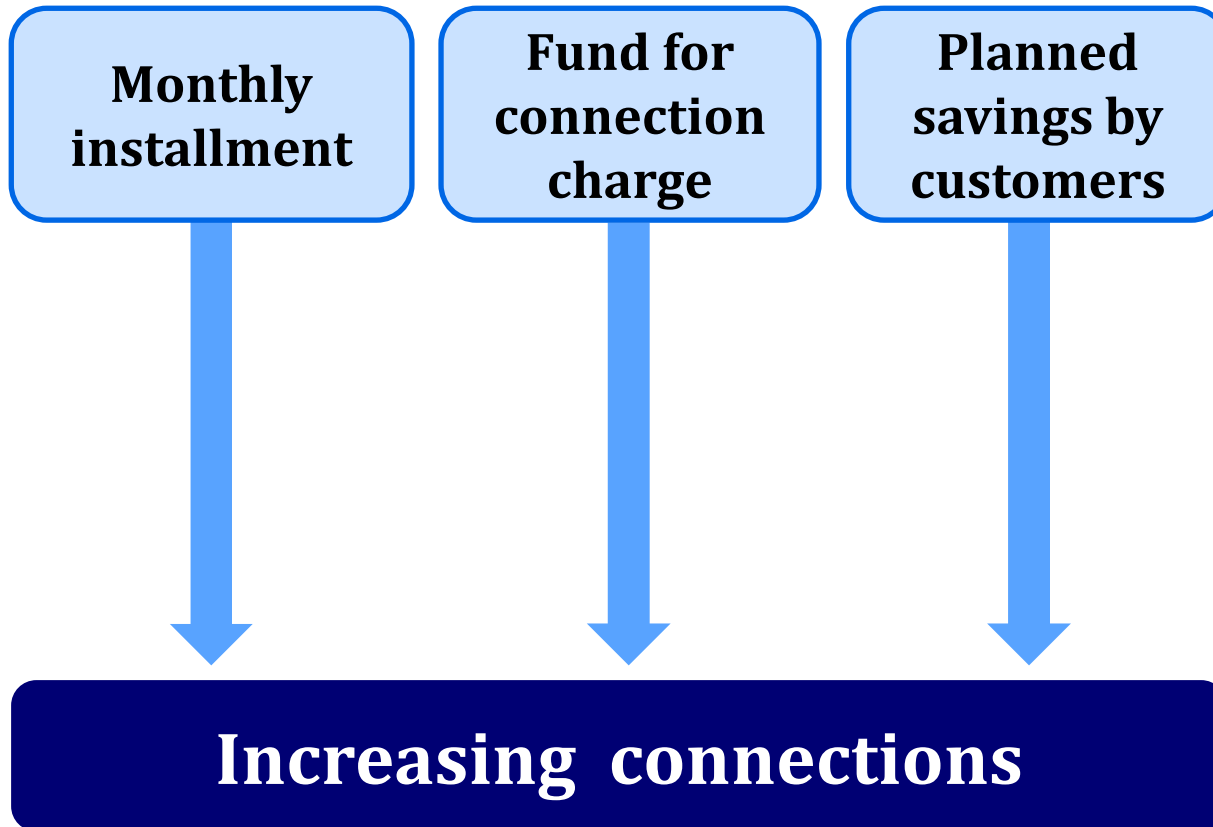 Monthly
installment
Fund for
connection
charge
Planned
savings by
customers
Increasing  connections